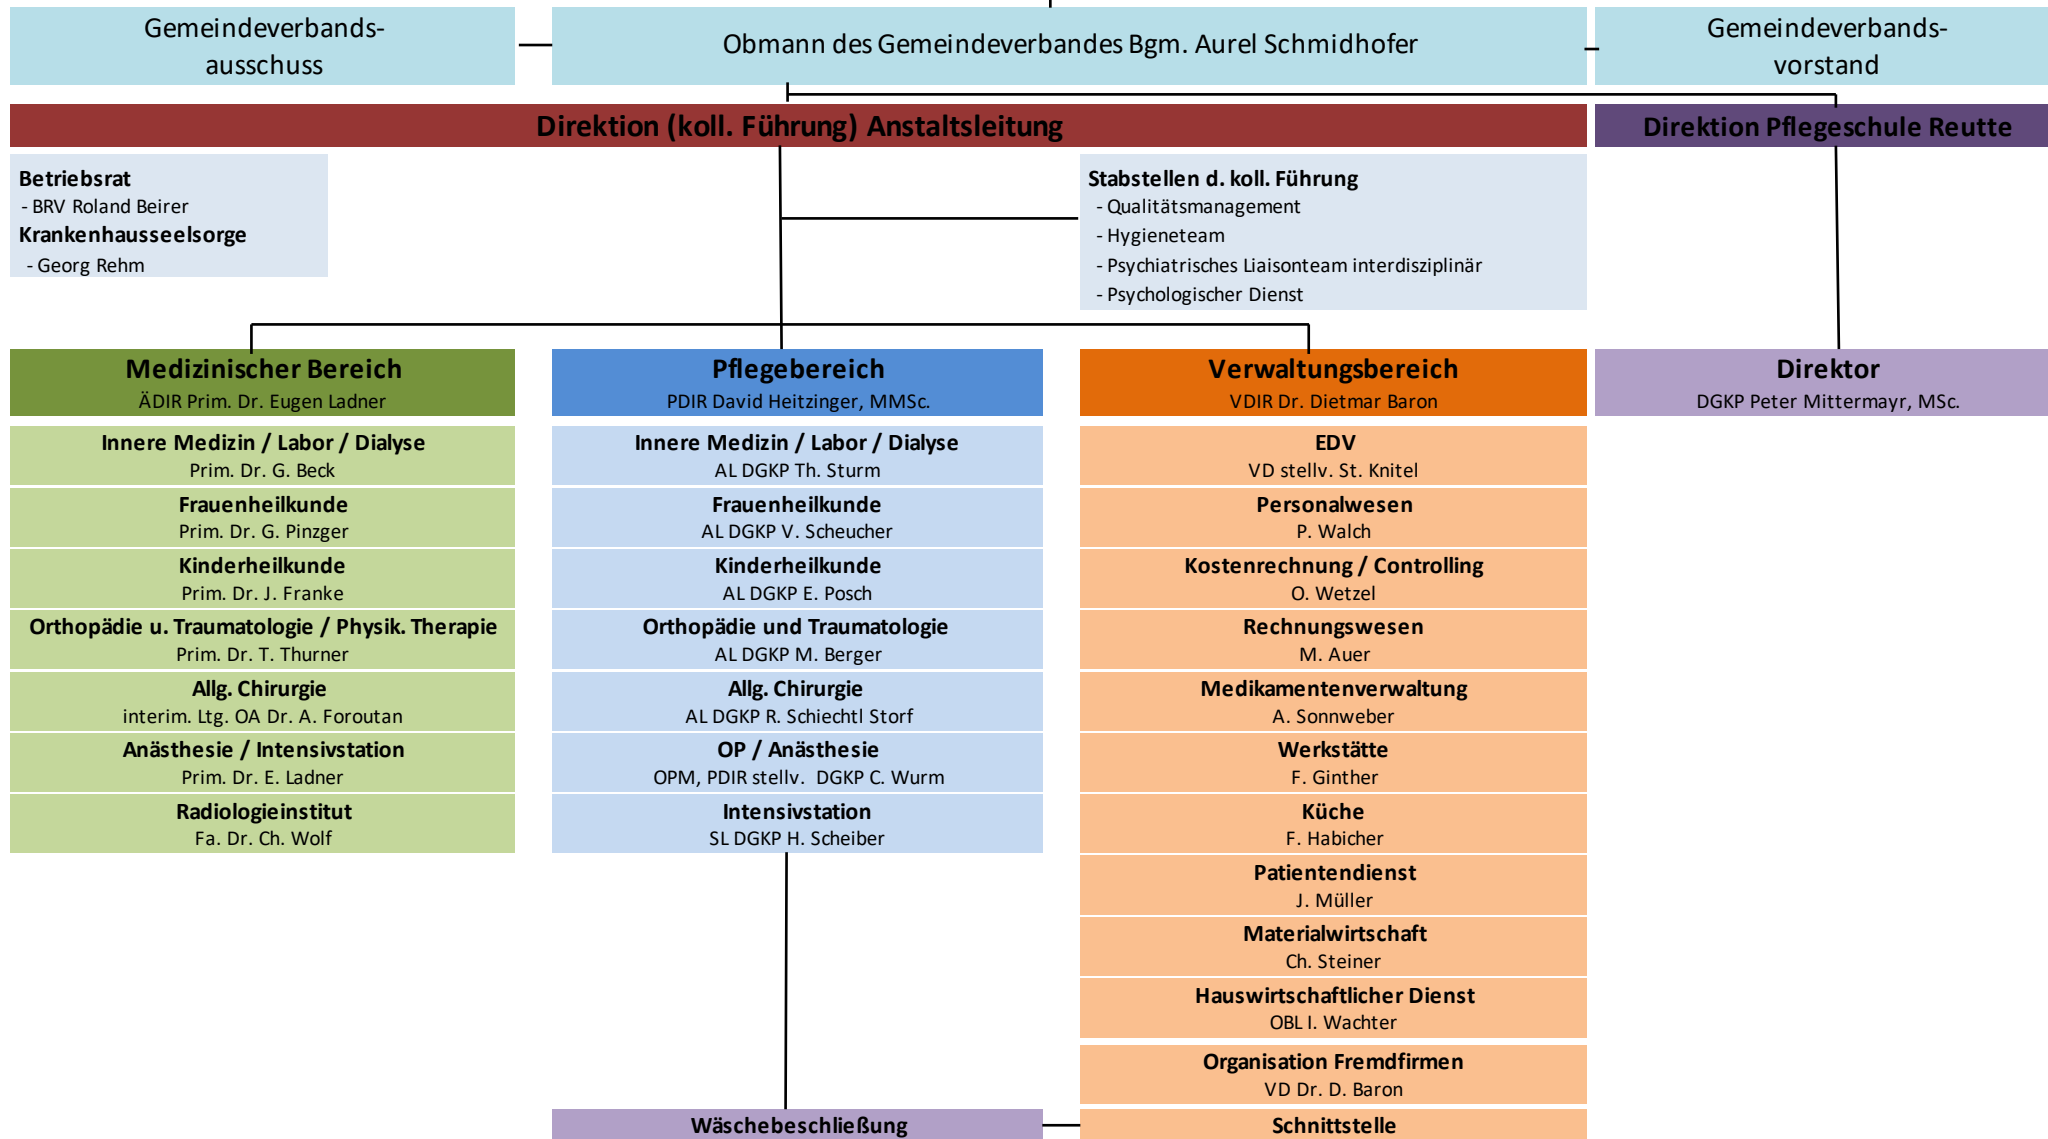 Gemeindeverbands-
ausschuss
Obmann des Gemeindeverbandes Bgm. Aurel Schmidhofer
Gemeindeverbands-
vorstand
Direktion (koll. Führung) Anstaltsleitung
Direktion Pflegeschule Reutte
Betriebsrat
- BRV Roland Beirer
Krankenhausseelsorge
- Georg Rehm
Stabstellen d. koll. Führung
- Qualitätsmanagement
- Hygieneteam
- Psychiatrisches Liaisonteam interdisziplinär
- Psychologischer Dienst
Medizinischer Bereich
ÄDIR Prim. Dr. Eugen Ladner
Innere Medizin / Labor / Dialyse
Prim. Dr. G. Beck
Frauenheilkunde
Prim. Dr. G. Pinzger
Kinderheilkunde
Prim. Dr. J. Franke
Orthopädie u. Traumatologie / Physik. Therapie
Prim. Dr. T. Thurner
Allg. Chirurgie
interim. Ltg. OA Dr. A. Foroutan
Anästhesie / Intensivstation
Prim. Dr. E. Ladner
Radiologieinstitut
Fa. Dr. Ch. Wolf
Pflegebereich
PDIR David Heitzinger, MMSc.
Innere Medizin / Labor / Dialyse
AL DGKP Th. Sturm
Frauenheilkunde
AL DGKP V. Scheucher
Kinderheilkunde
AL DGKP E. Posch
Orthopädie und Traumatologie
AL DGKP M. Berger
Allg. Chirurgie
AL DGKP R. Schiechtl Storf
OP / Anästhesie
OPM, PDIR stellv. DGKP C. Wurm
Intensivstation
SL DGKP H. Scheiber
Wäschebeschließung
Verwaltungsbereich
VDIR Dr. Dietmar Baron
EDV
VD stellv. St. Knitel
Personalwesen
P. Walch
Kostenrechnung / Controlling
O. Wetzel
Rechnungswesen
M. Auer
Medikamentenverwaltung
A. Sonnweber
Werkstätte
F. Ginther
Küche
F. Habicher
Patientendienst
J. Müller
Materialwirtschaft
Ch. Steiner
Hauswirtschaftlicher Dienst
OBL I. Wachter
Organisation Fremdfirmen
VD Dr. D. Baron
Schnittstelle
Direktor
DGKP Peter Mittermayr, MSc.